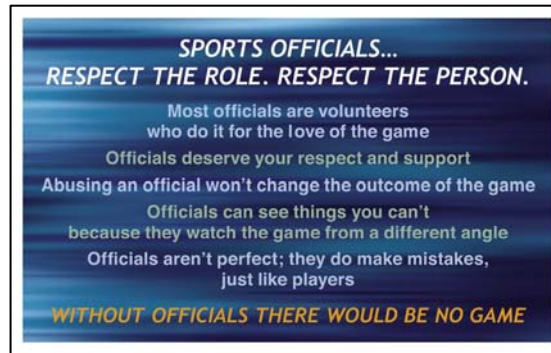 SPORTS OFFICIALS...
RESPECT THE ROLE. RESPECT THE PERSON.
Most officials are volunteers
who do it for the love of the game
Officials deserve your respect and support
Abusing an official won't change the outcome of the game
Officials can see things you can't
because they watch the game from a different angle
Officials aren't perfect; they do make mistakes,
just like players
WITHOUT OFFICIALS THERE WOULD BE NO GAME